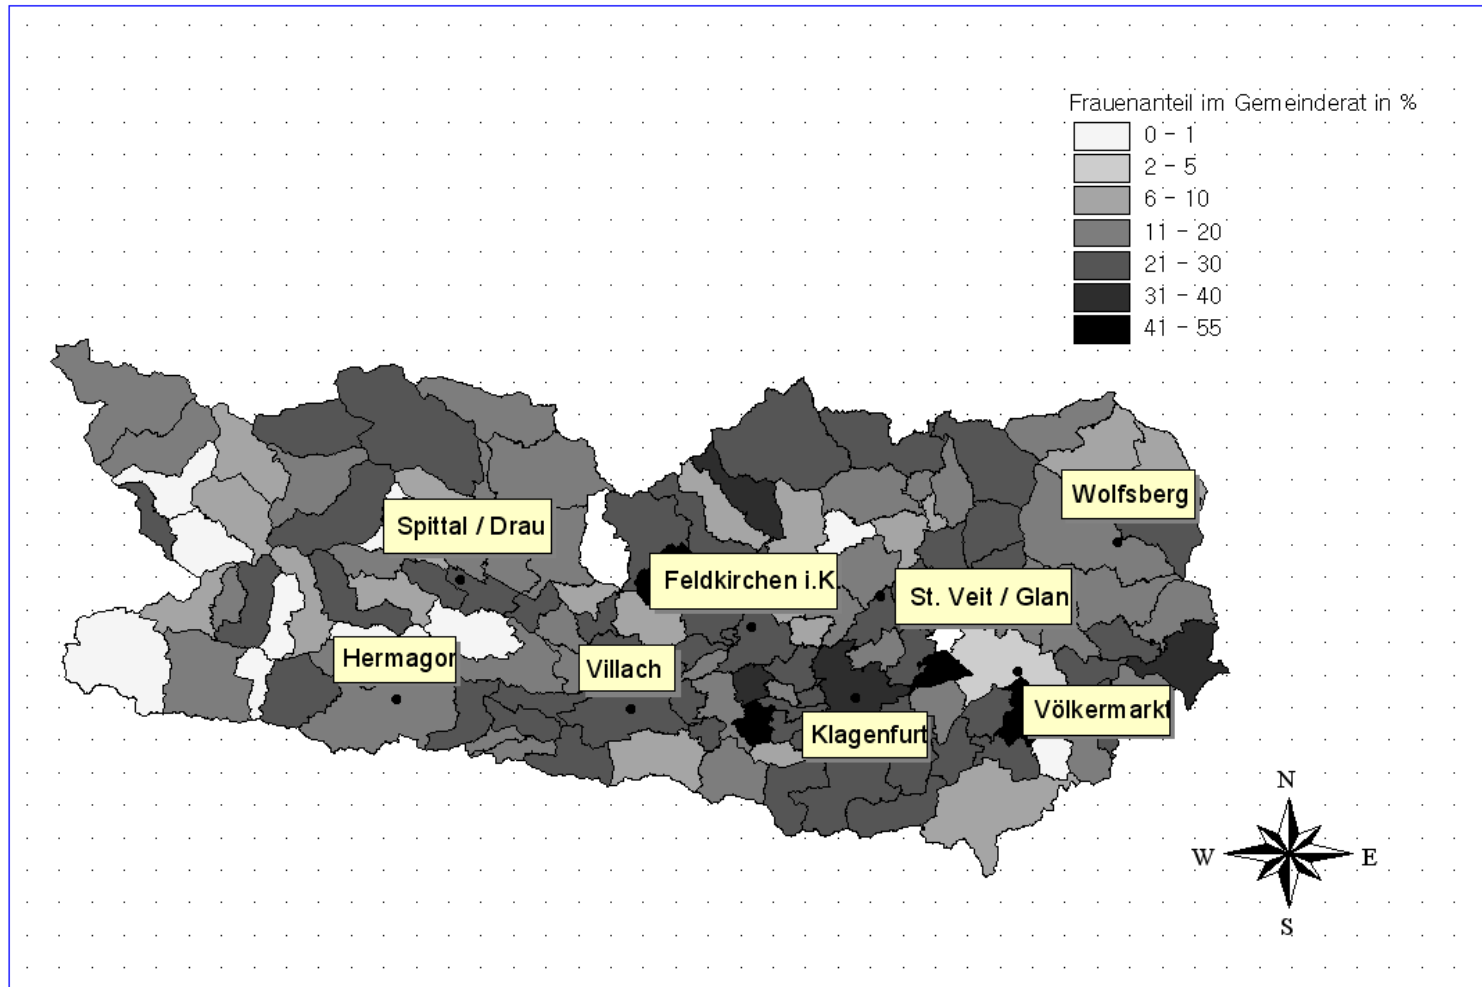 Frauenanteil im Gemeinderat in %
0 - 1
2 - 5
6 - 10
11 - 20
21 - 30
31 - 40
41 - 55
Wolfsberg
Spittal / Drau
Feldkirchen i.K.
St. Veit / Glan
Hermagor
Villach
Völkermarkt
Klagenfurt
N
W
E
S